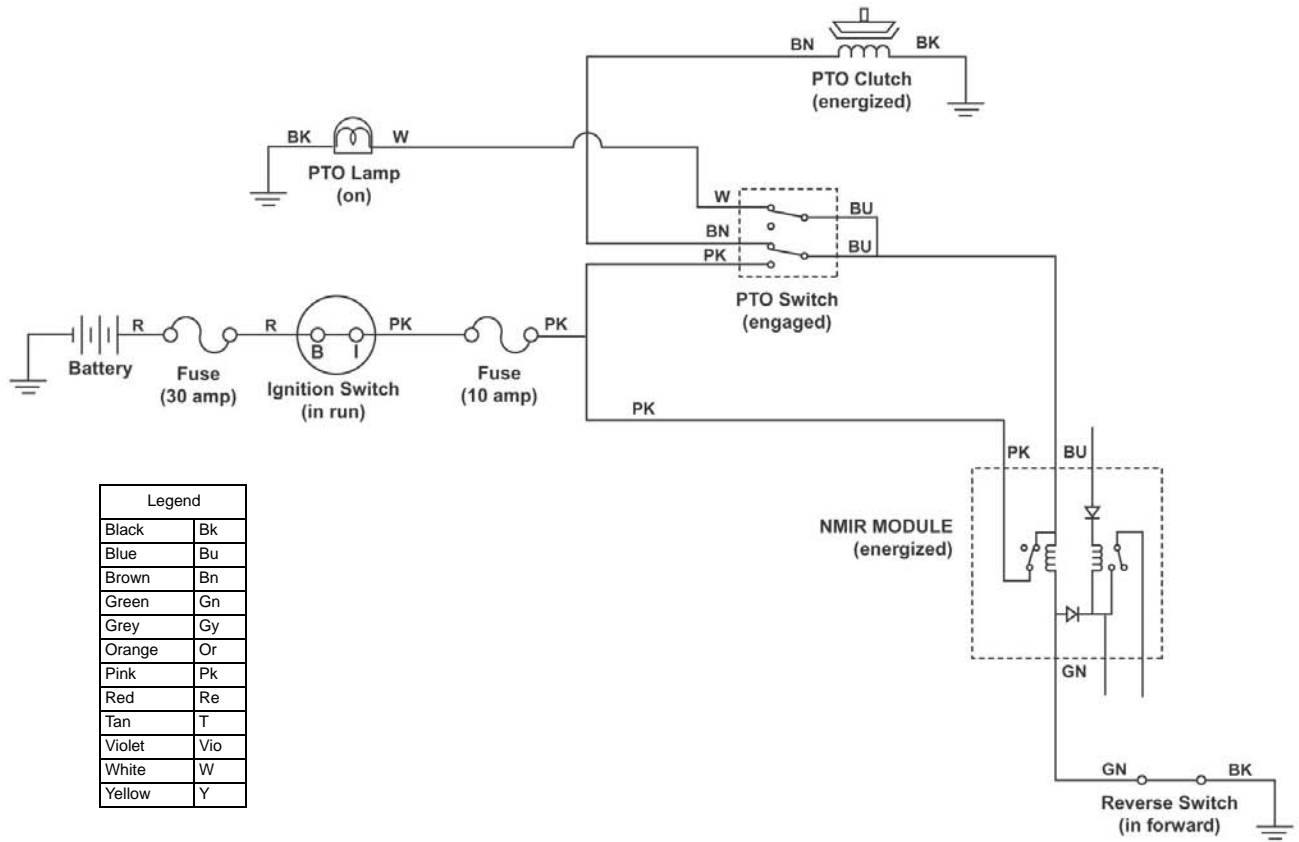 BN
BK
PTO Clutch
(energized)
BK
W
PTO Lamp
(on)
W
BU
BN
BU
PK
PTO Switch
(engaged)
R
R
PK
PK
B
I
Battery
Fuse
(30 amp)
Ignition Switch
(in run)
Fuse
(10 amp)
PK
PK
BU
NMIR MODULE
(energized)
GN
GN
BK
Reverse Switch
(in forward)
Legend
Black Bk
Blue Bu
Brown Bn
Green Gn
Grey Gy
Orange Or
Pink Pk
Red Re
Tan T
Violet Vio
White W
Yellow Y